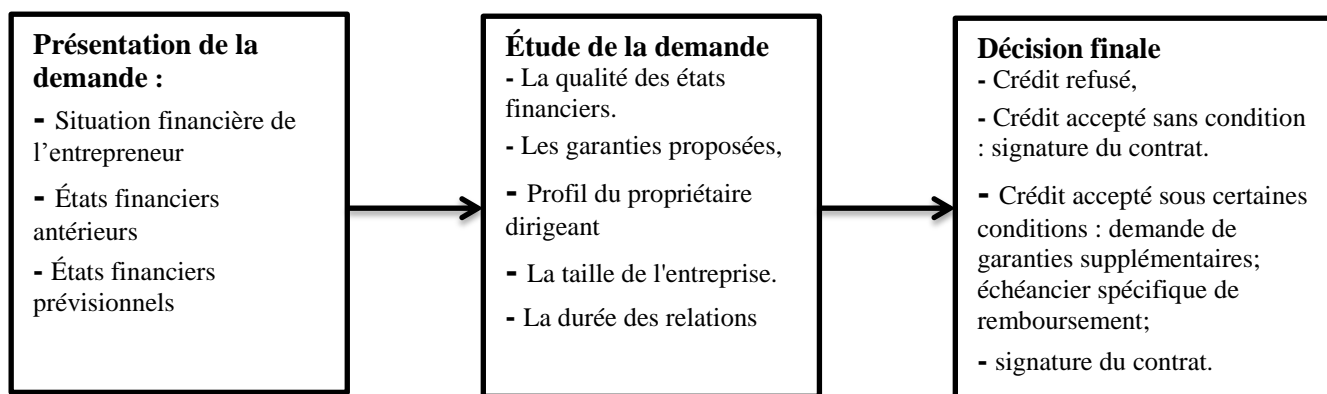 Présentation de la
demande :
- Situation financière de
l’entrepreneur
- États financiers
antérieurs
- États financiers
prévisionnels
Étude de la demande
- La qualité des états
financiers.
- Les garanties proposées,
- Profil du propriétaire
dirigeant
- La taille de l'entreprise.
- La durée des relations
Décision finale
- Crédit refusé,
- Crédit accepté sans condition
: signature du contrat.
- Crédit accepté sous certaines
conditions : demande de
garanties supplémentaires;
échéancier spécifique de
remboursement;
- signature du contrat.